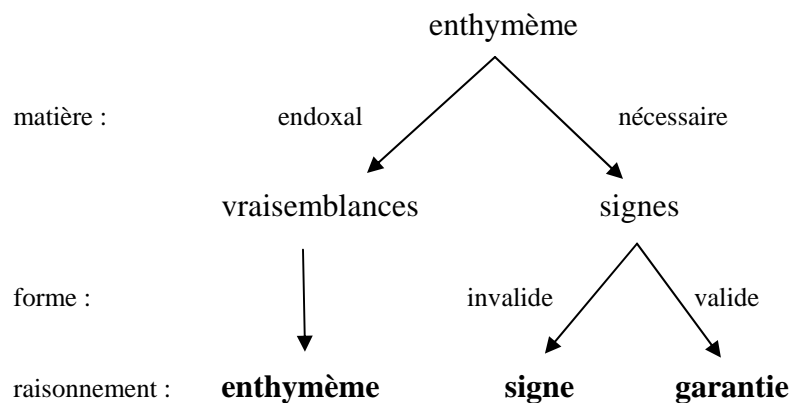 enthymème
matière : endoxal nécessaire
vraisemblances signes
forme : invalide valide
raisonnement : enthymème signe garantie